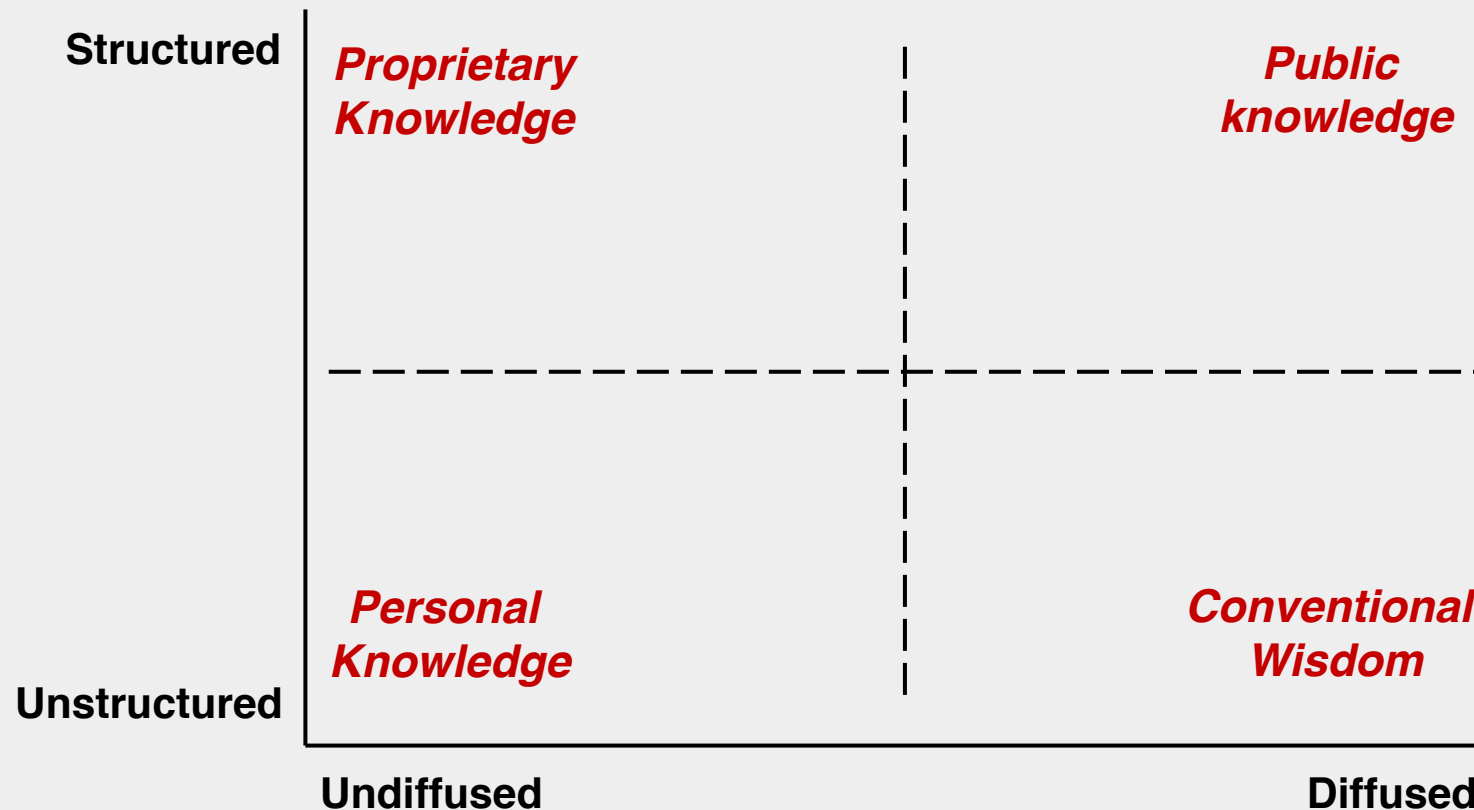 Structured
Proprietary
Knowledge
Public
knowledge
Personal
Knowledge
Conventional
Wisdom
Unstructured
Undiffused
Diffused